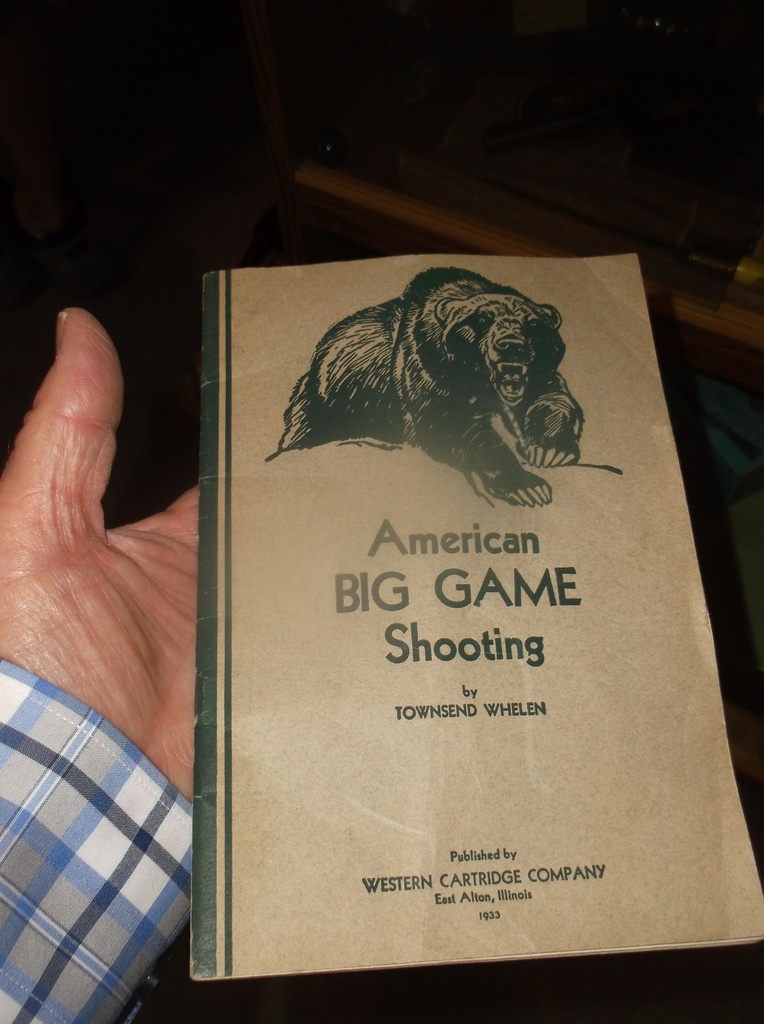 American
BIG GAME
Shooting
by
TOWNSEND WHELEN
Published by
WESTERN CARTRIDGE COMPANY
East Alton, Illinois
1933